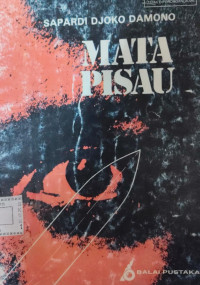 SAPARDI DJOKO DAMONO
MATA
PISAU
BALAI PUSTAKA